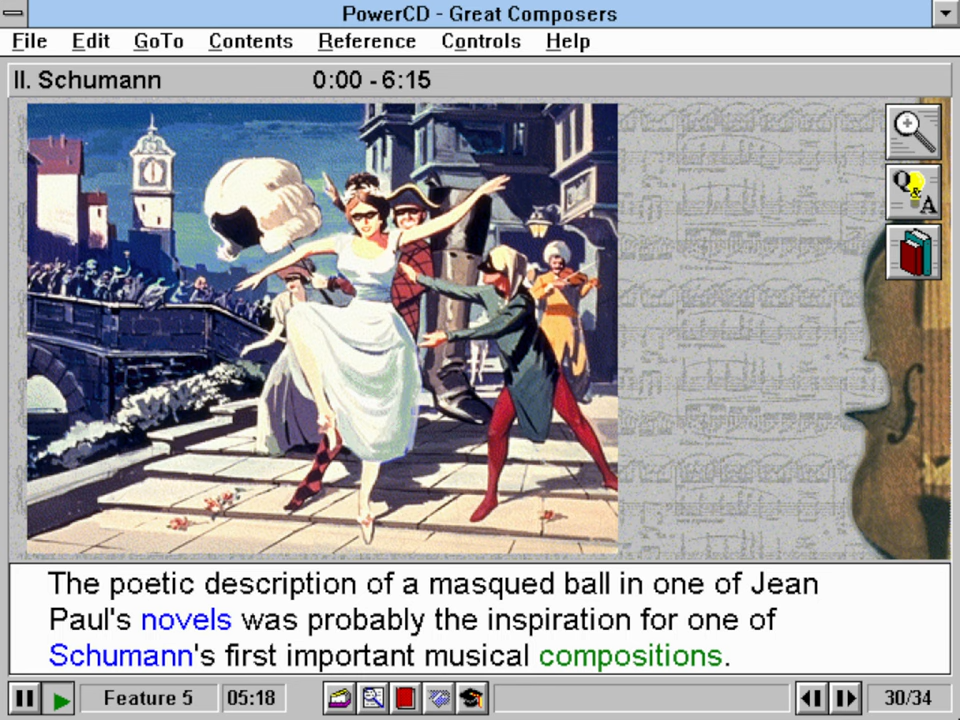 PowerCD - Great Composers
File Edit GoTo Contents Reference Controls Help
II. Schumann 0:00 - 6:15
Q & A
The poetic description of a masqued ball in one of Jean
Paul's novels was probably the inspiration for one of
Schumann's first important musical compositions.
Feature 5 05:18 30/34